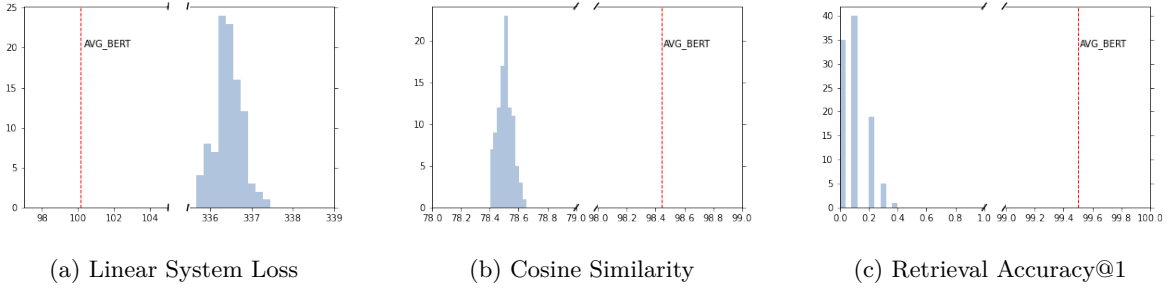 25
20
15
10
5
0
AVG_BERT
98 100 102 104 336 337 338 339
(a) Linear System Loss
20
15
10
5
0
AVG_BERT
78.0 78.2 78.4 78.6 78.8 79.0 98.0 98.2 98.4 98.6 98.8 99.0
(b) Cosine Similarity
40
35
30
25
20
15
10
5
0
AVG_BERT
0.0 0.2 0.4 0.6 0.8 1.0 99.0 99.2 99.4 99.6 99.8 100.0
(c) Retrieval Accuracy@1